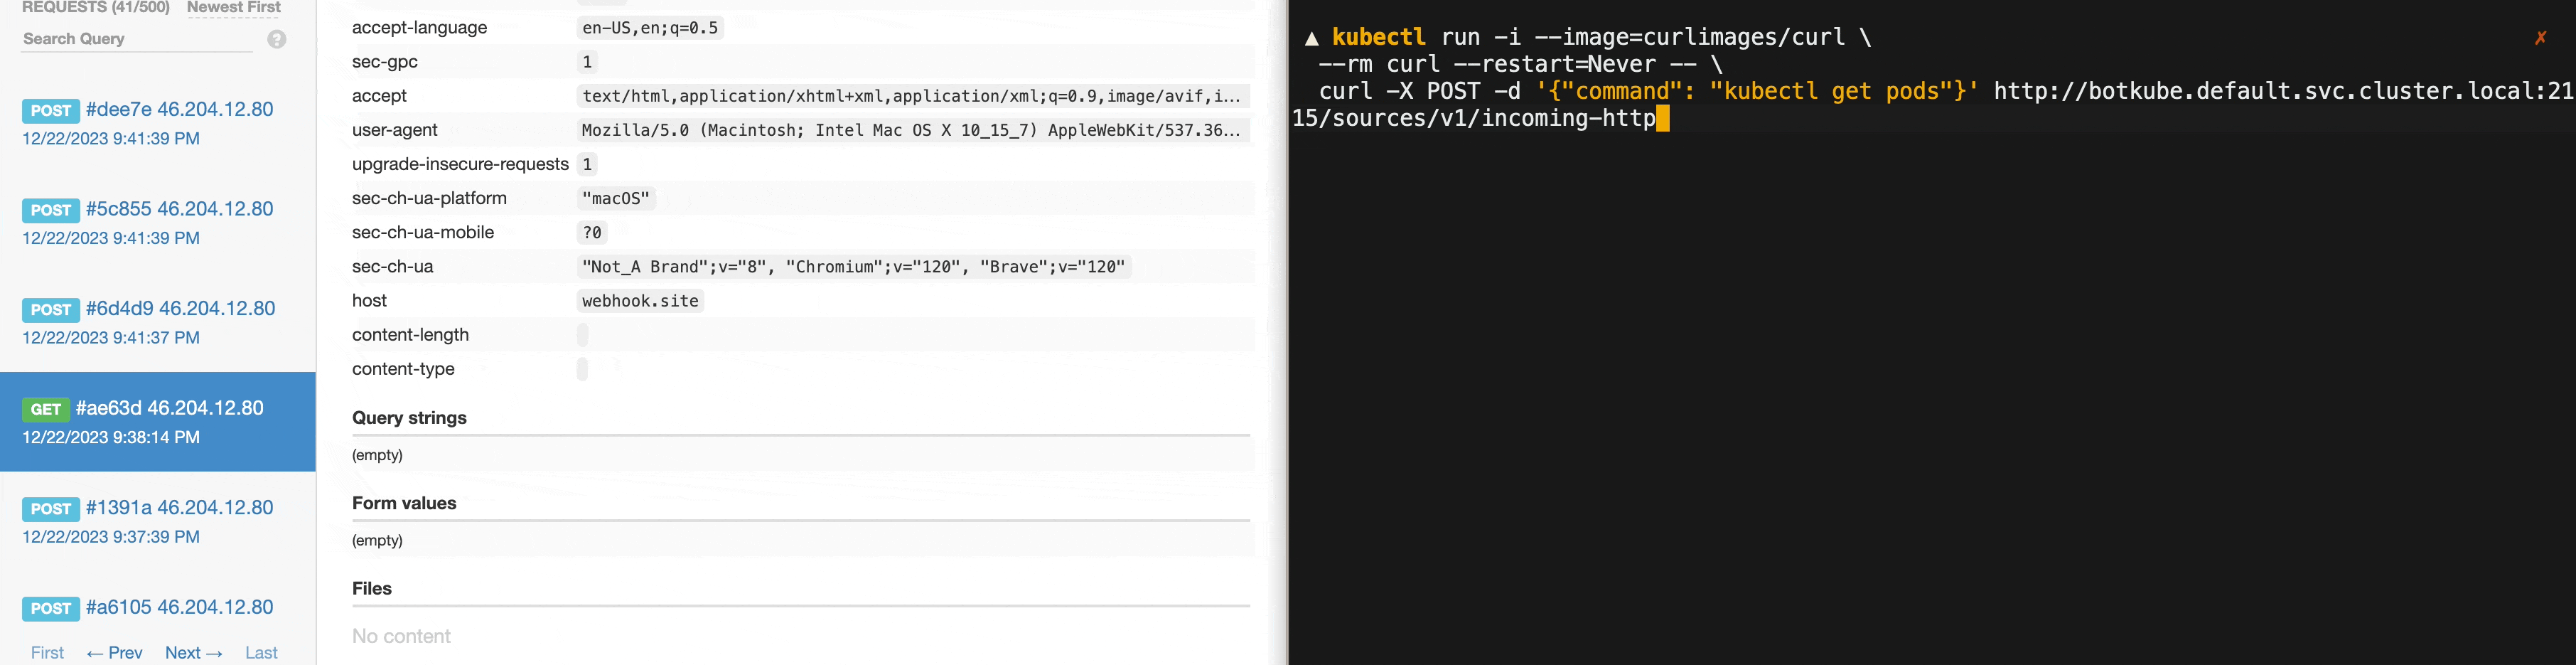 REQUESTS (41/500) Newest First
Search Query ?
POST #dee7e 46.204.12.80
12/22/2023 9:41:39 PM
POST #5c855 46.204.12.80
12/22/2023 9:41:39 PM
POST #6d4d9 46.204.12.80
12/22/2023 9:41:37 PM
GET #ae63d 46.204.12.80
12/22/2023 9:38:14 PM
POST #1391a 46.204.12.80
12/22/2023 9:37:39 PM
POST #a6105 46.204.12.80
First ← Prev Next → Last
accept-language en-US,en;q=0.5
sec-gpc 1
accept text/html,application/xhtml+xml,application/xml;q=0.9,image/avif,i...
user-agent Mozilla/5.0 (Macintosh; Intel Mac OS X 10_15_7) AppleWebKit/537.36...
upgrade-insecure-requests 1
sec-ch-ua-platform "macOS"
sec-ch-ua-mobile ?0
sec-ch-ua "Not_A Brand";v="8", "Chromium";v="120", "Brave";v="120"
host webhook.site
content-length
content-type
Query strings
(empty)
Form values
(empty)
Files
No content
▲ kubectl run -i --image=curlimages/curl \ ✗
--rm curl --restart=Never -- \
curl -X POST -d '{"command": "kubectl get pods"}' http://botkube.default.svc.cluster.local:21
15/sources/v1/incoming-http